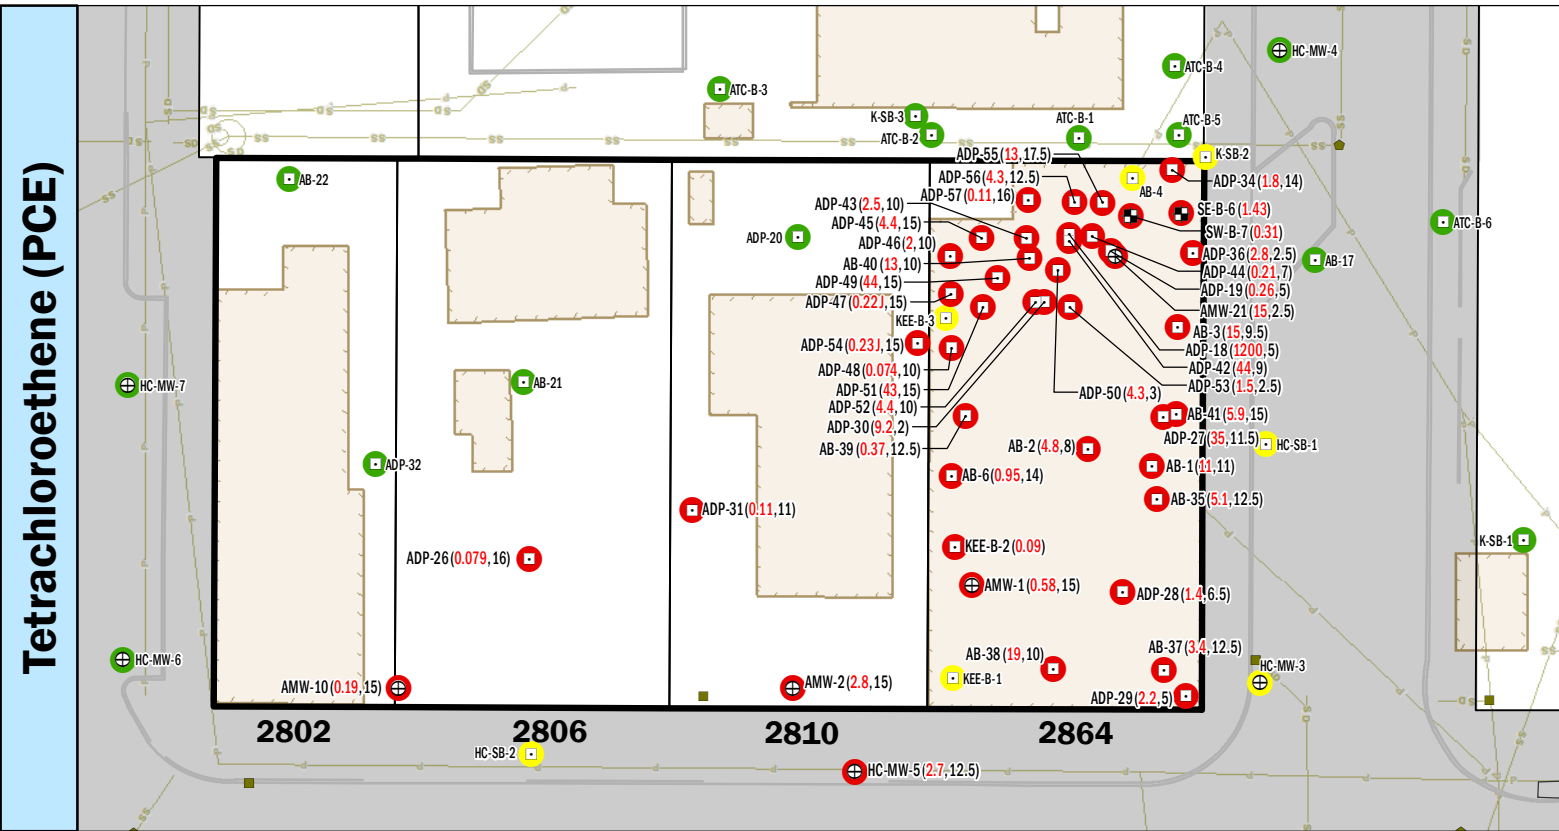 Tetrachloroethene (PCE)
HC-MW-4
ATC-B-4
ATC-B-3
K-SB-3
ATC-B-1
ATC-B-5
ATC-B-2
ADP-55 (13, 17.5)
K-SB-2
AB-22
ADP-56 (4.3, 12.5)
ADP-34 (1.8, 14)
AB-4
ADP-57 (0.11, 16)
ADP-43 (2.5, 10)
SE-B-6 (1.43)
ADP-45 (4.4, 15)
ATC-B-6
SW-B-7 (0.31)
ADP-20
ADP-46 (2, 10)
ADP-36 (2.8, 2.5)
AB-17
AB-40 (13, 10)
ADP-44 (0.21, 7)
ADP-49 (44, 15)
ADP-19 (0.26, 5)
ADP-47 (0.22J, 15)
AMW-21 (15, 2.5)
KEE-B-3
AB-3 (15, 9.5)
ADP-54 (0.23J, 15)
ADP-18 (1200, 5)
ADP-48 (0.074, 10)
ADP-42 (44, 9)
HC-MW-7
AB-21
ADP-51 (43, 15)
ADP-50 (4.3, 3)
ADP-53 (1.5, 2.5)
ADP-52 (4.4, 10)
AB-41 (5.9, 15)
ADP-30 (9.2, 2)
ADP-27 (35, 11.5)
HC-SB-1
AB-39 (0.37, 12.5)
AB-2 (4.8, 8)
ADP-32
AB-1 (11, 11)
AB-6 (0.95, 14)
AB-35 (5.1, 12.5)
ADP-31 (0.11, 11)
K-SB-1
KEE-B-2 (0.09)
ADP-26 (0.079, 16)
AMW-1 (0.58, 15)
ADP-28 (1.4, 6.5)
AB-37 (3.4, 12.5)
AB-38 (19, 10)
HC-MW-6
HC-MW-3
KEE-B-1
AMW-10 (0.19, 15)
AMW-2 (2.8, 15)
ADP-29 (2.2, 5)
2802
2806
2810
2864
HC-SB-2
HC-MW-5 (2.7, 12.5)